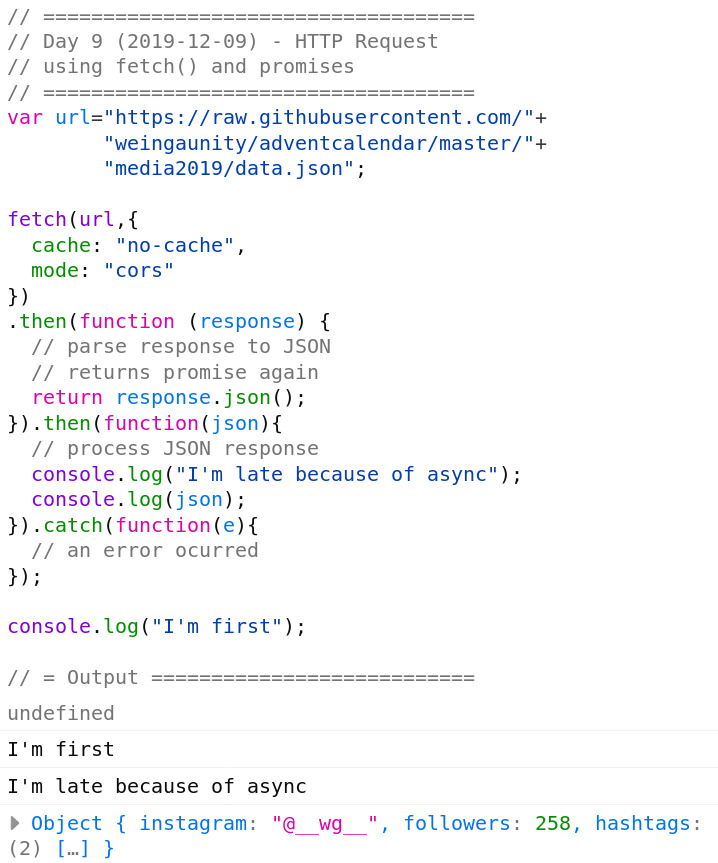 // ====================================
// Day 9 (2019-12-09) - HTTP Request
// using fetch() and promises
// ====================================
var url="https://raw.githubusercontent.com/"+
        "weingaunity/adventcalendar/master/"+
        "media2019/data.json";

fetch(url,{
  cache: "no-cache",
  mode: "cors"
})
.then(function (response) {
  // parse response to JSON
  // returns promise again
  return response.json();
}).then(function(json){
  // process JSON response
  console.log("I'm late because of async");
  console.log(json);
}).catch(function(e){
  // an error ocurred
});

console.log("I'm first");

// = Output ===========================
undefined
I'm first
I'm late because of async
Object { instagram: "@__wg__", followers: 258, hashtags:
(2) […] }